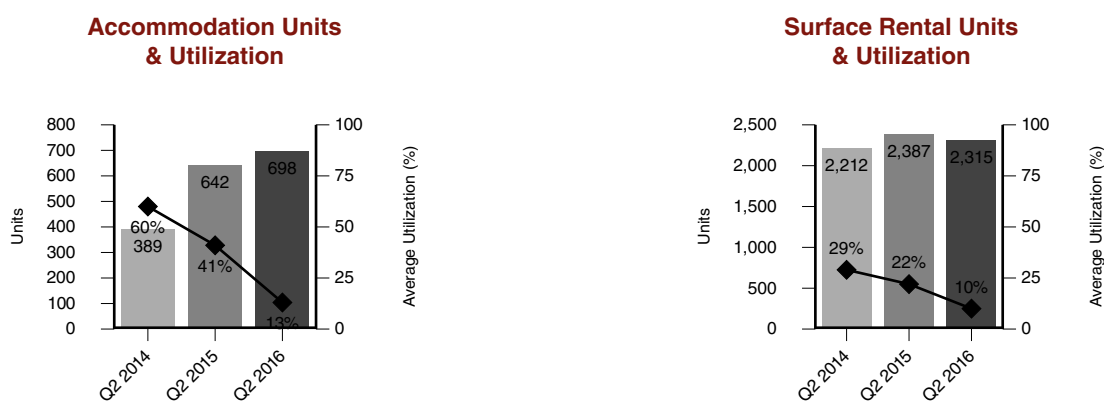 Accommodation Units
& Utilization
800
700
600
500
400
300
200
100
0
Units
100
75
50
25
0
Average Utilization (%)
698
642
60%
389
41%
13%
Q2 2014
Q2 2015
Q2 2016
Surface Rental Units
& Utilization
2,500
2,000
1,500
1,000
500
0
Units
100
75
50
25
0
Average Utilization (%)
2,212
2,387
2,315
29%
22%
10%
Q2 2014
Q2 2015
Q2 2016